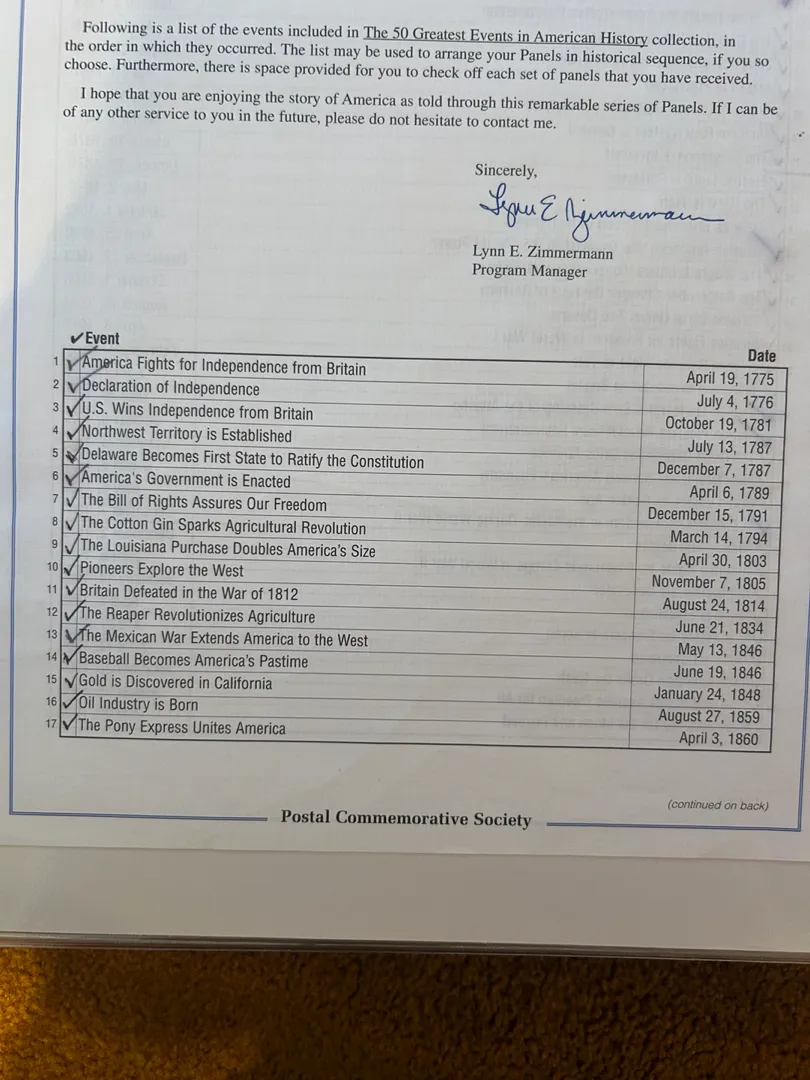 Following is a list of the events included in The 50 Greatest Events in American History collection, in
the order in which they occurred. The list may be used to arrange your Panels in historical sequence, if you so
choose. Furthermore, there is space provided for you to check off each set of panels that you have received.
I hope that you are enjoying the story of America as told through this remarkable series of Panels. If I can be
of any other service to you in the future, please do not hesitate to contact me.
Sincerely,
Lynn E Zimmermann
Lynn E. Zimmermann
Program Manager
✔Event Date
1 ✓ America Fights for Independence from Britain April 19, 1775
2 ✓ Declaration of Independence July 4, 1776
3 ✓ U.S. Wins Independence from Britain October 19, 1781
4 ✓ Northwest Territory is Established July 13, 1787
5 ✓ Delaware Becomes First State to Ratify the Constitution December 7, 1787
6 ✓ America's Government is Enacted April 6, 1789
7 ✓ The Bill of Rights Assures Our Freedom December 15, 1791
8 ✓ The Cotton Gin Sparks Agricultural Revolution March 14, 1794
9 ✓ The Louisiana Purchase Doubles America's Size April 30, 1803
10 ✓ Pioneers Explore the West November 7, 1805
11 ✓ Britain Defeated in the War of 1812 August 24, 1814
12 ✓ The Reaper Revolutionizes Agriculture June 21, 1834
13 ✓ The Mexican War Extends America to the West May 13, 1846
14 ✓ Baseball Becomes America's Pastime June 19, 1846
15 ✓ Gold is Discovered in California January 24, 1848
16 ✓ Oil Industry is Born August 27, 1859
17 ✓ The Pony Express Unites America April 3, 1860
(continued on back)
Postal Commemorative Society